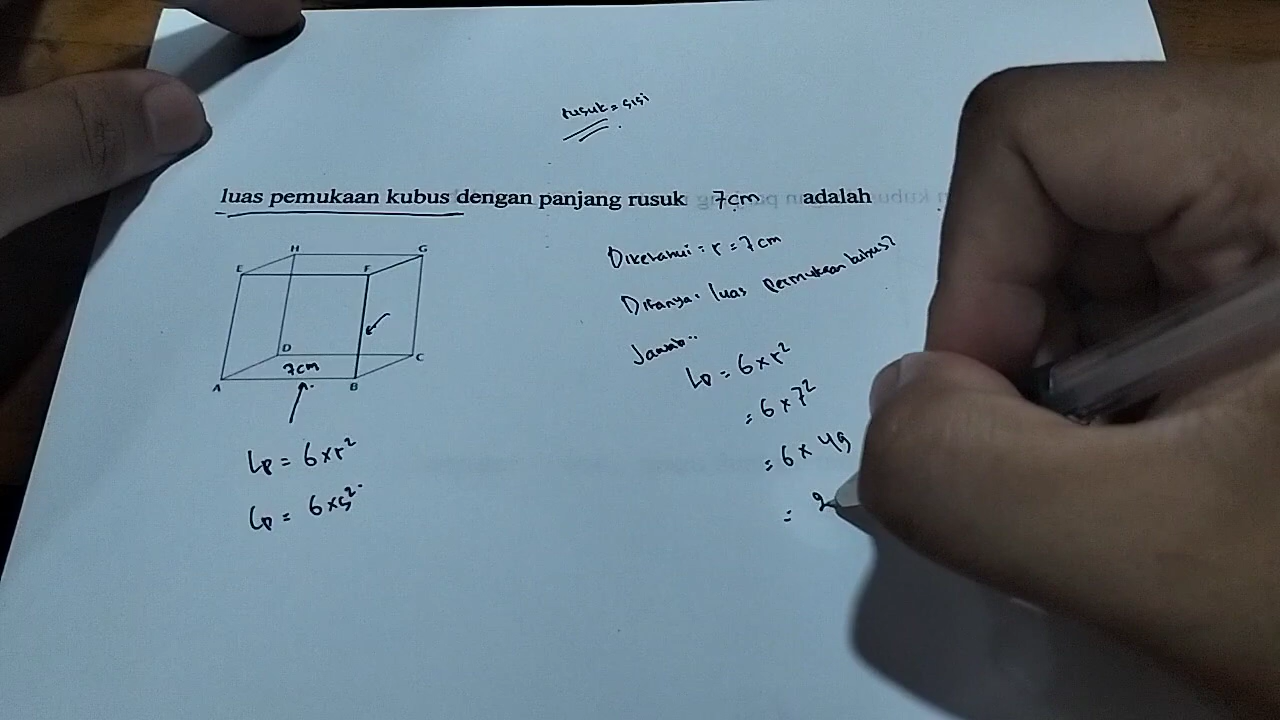 rusuk = sisi
luas pemukaan kubus dengan panjang rusuk 7cm adalah
H G
E F
D
C
7cm
A B
Lp = 6×r²
Lp = 6×s²
Diketahui = r = 7cm
Ditanya = luas permukaan kubus?
Jawab..
Lp = 6×r²
= 6×7²
= 6×49
= 2